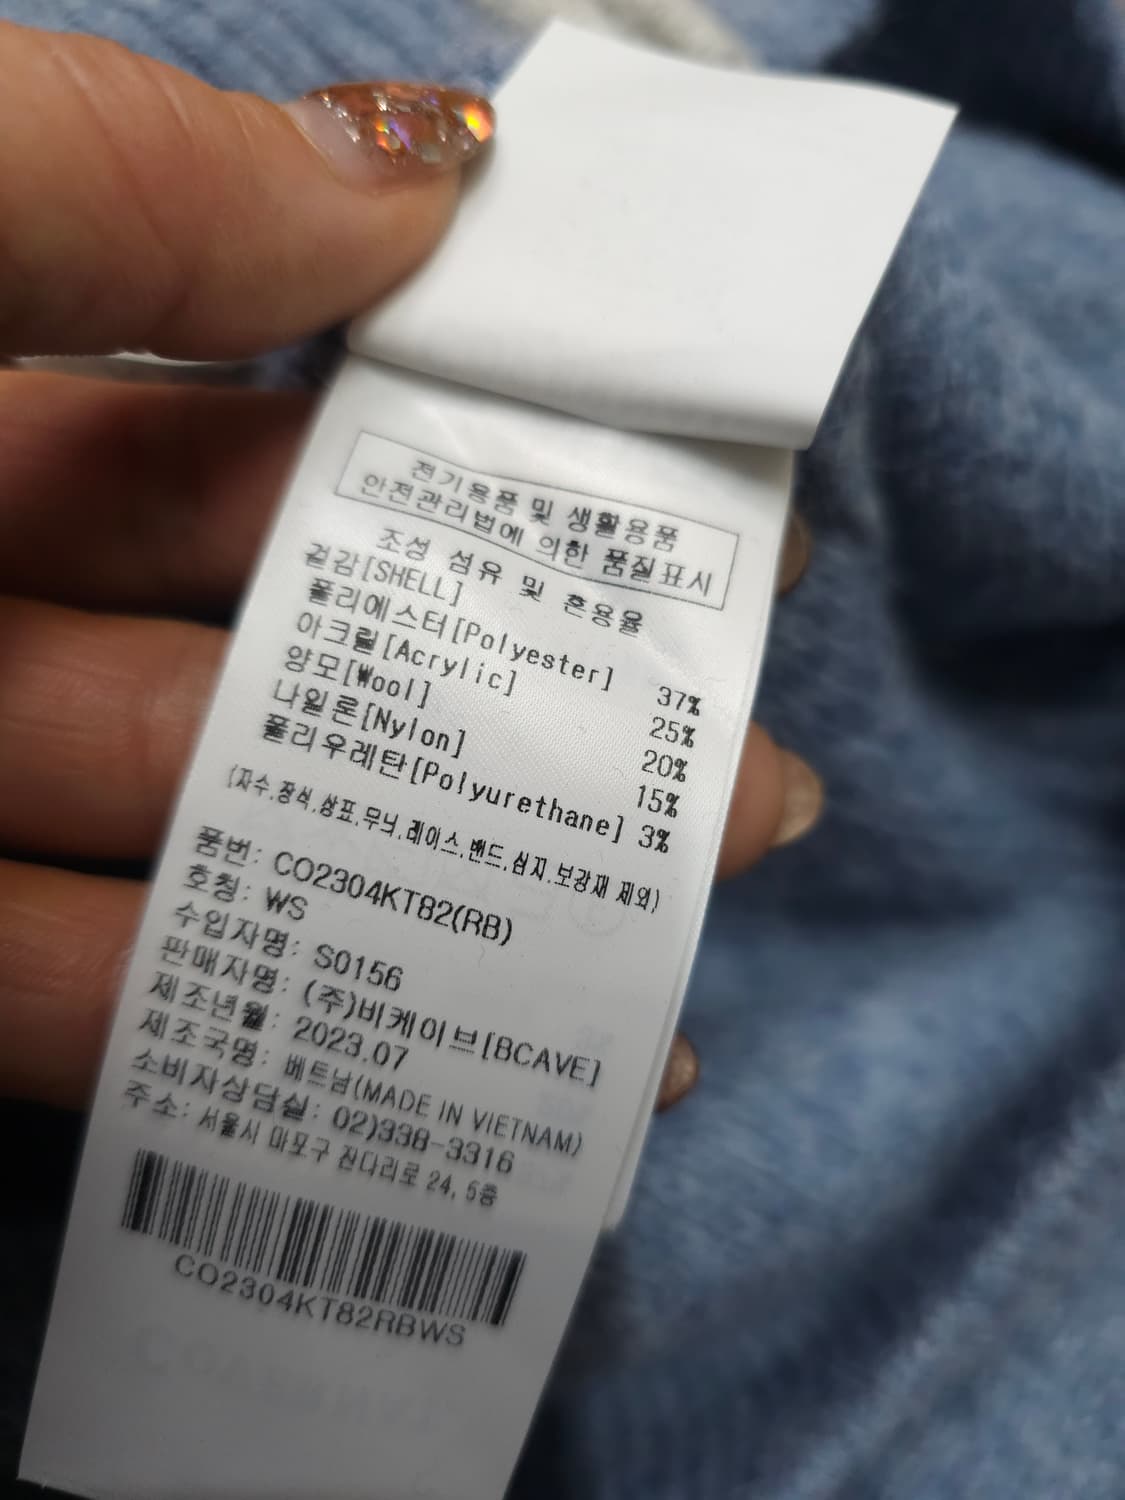 전기용품 및 생활용품
안전관리법에 의한 품질표시
조성 섬유 및 혼용율
겉감[SHELL]
폴리에스터[Polyester] 37%
아크릴[Acrylic] 25%
양모[Wool] 20%
나일론[Nylon] 15%
폴리우레탄[Polyurethane] 3%
(자수.장식.상표.무늬.레이스.밴드.심지.보강재 제외)
품번: CO2304KT82(RB)
호칭: WS
수입자명: S0156
판매자명: (주)비케이브[BCAVE]
제조년월: 2023.07
제조국명: 베트남(MADE IN VIETNAM)
소비자상담실: 02)338-3316
주소: 서울시 마포구 잔다리로 24, 5층
CO2304KT82RBWS